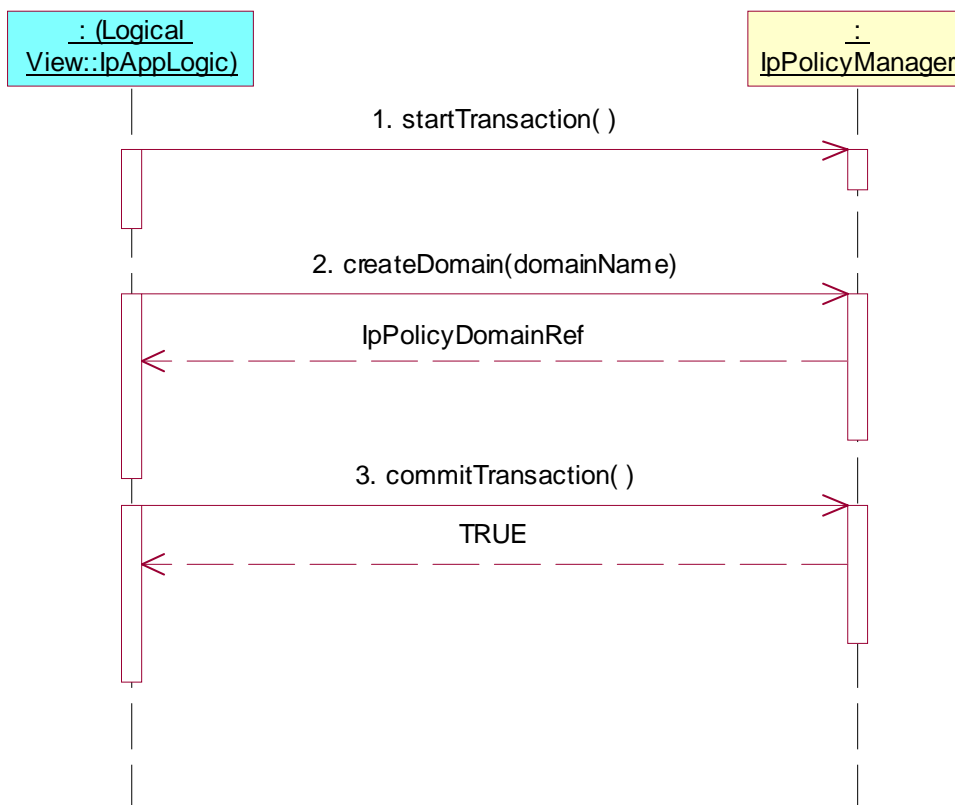 : (Logical
View::IpAppLogic)
:
IpPolicyManager
1. startTransaction( )
2. createDomain(domainName)
IpPolicyDomainRef
3. commitTransaction( )
TRUE